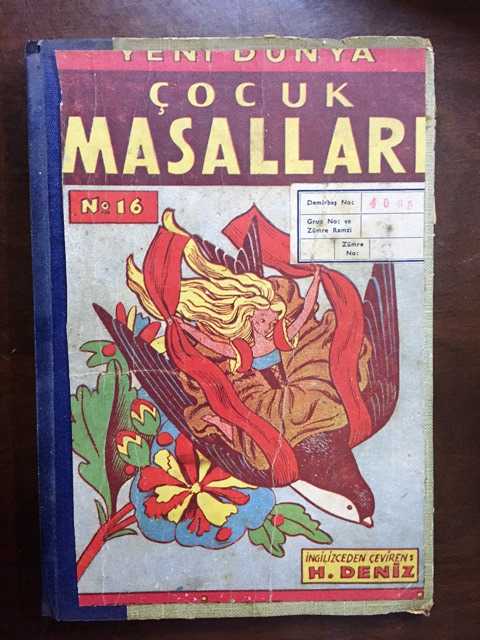 YENİ DÜNYA
ÇOCUK
MASALLARI
No 16
Demirbaş No:
Grup No: ve
Zümre Remzi
Zümre
No:
İNGİLİZCEDEN ÇEVİREN:
H. DENİZ